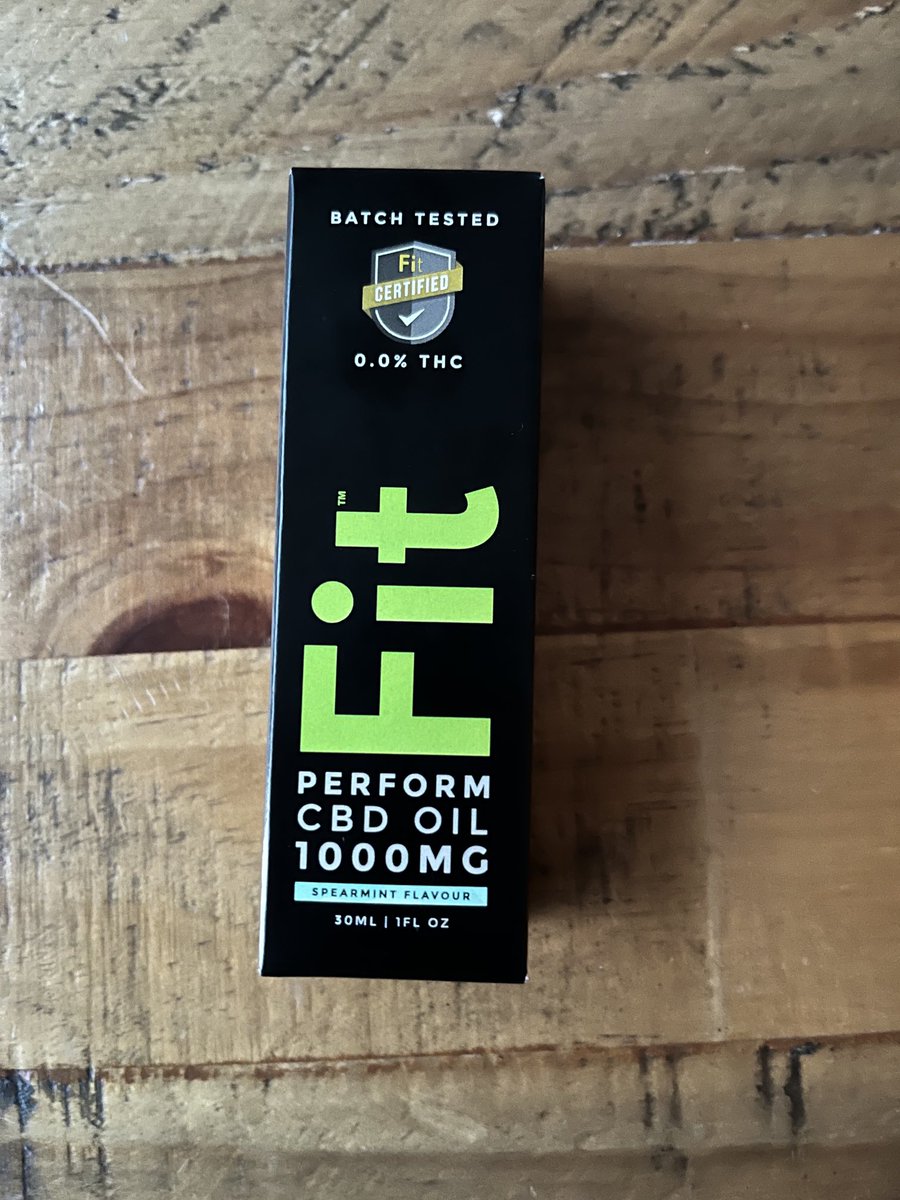 BATCH TESTED
Fit
CERTIFIED
0.0% THC
Fit™
PERFORM
CBD OIL
1000MG
SPEARMINT FLAVOUR
30ML | 1FL OZ